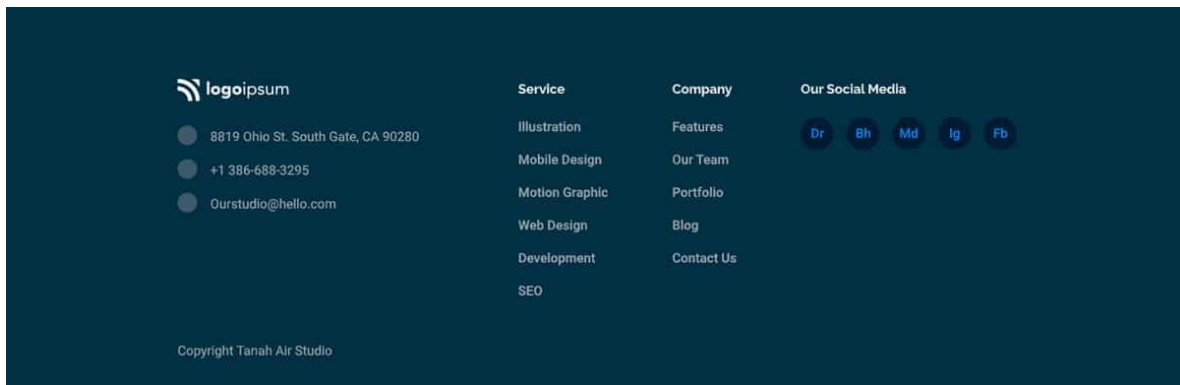 logoipsum
8819 Ohio St. South Gate, CA 90280
+1 386-688-3295
Ourstudio@hello.com
Service
Illustration
Mobile Design
Motion Graphic
Web Design
Development
SEO
Company
Features
Our Team
Portfolio
Blog
Contact Us
Our Social Media
Dr Bh Md Ig Fb
Copyright Tanah Air Studio